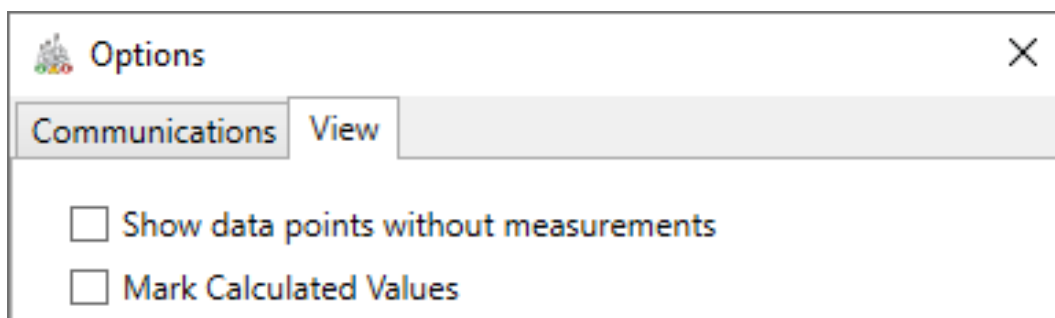 Options
Communications View
Show data points without measurements
Mark Calculated Values